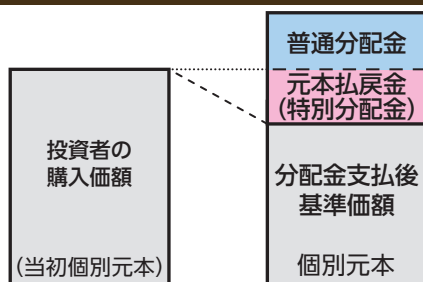 普通分配金
元本払戻金
(特別分配金)
投資者の
購入価額
(当初個別元本)
分配金支払後
基準価額
個別元本